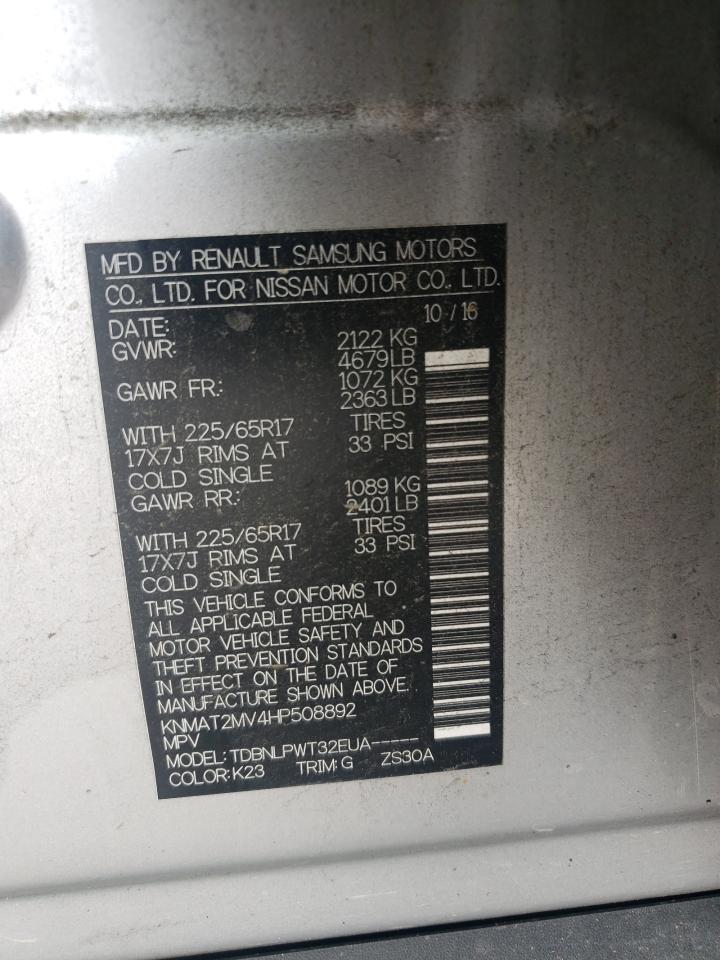 MFD BY RENAULT SAMSUNG MOTORS
CO., LTD. FOR NISSAN MOTOR CO., LTD.
DATE: 10 / 16
GVWR: 2122 KG
4679 LB
GAWR FR.: 1072 KG
2363 LB
WITH 225/65R17 TIRES
17X7J RIMS AT 33 PSI
COLD SINGLE
GAWR RR: 1089 KG
2401 LB
WITH 225/65R17 TIRES
17X7J RIMS AT 33 PSI
COLD SINGLE
THIS VEHICLE CONFORMS TO
ALL APPLICABLE FEDERAL
MOTOR VEHICLE SAFETY AND
THEFT PREVENTION STANDARDS
IN EFFECT ON THE DATE OF
MANUFACTURE SHOWN ABOVE.
KNMAT2MV4HP508892
MPV
MODEL: TDBNLPWT32EUA-----
COLOR:K23 TRIM:G ZS30A